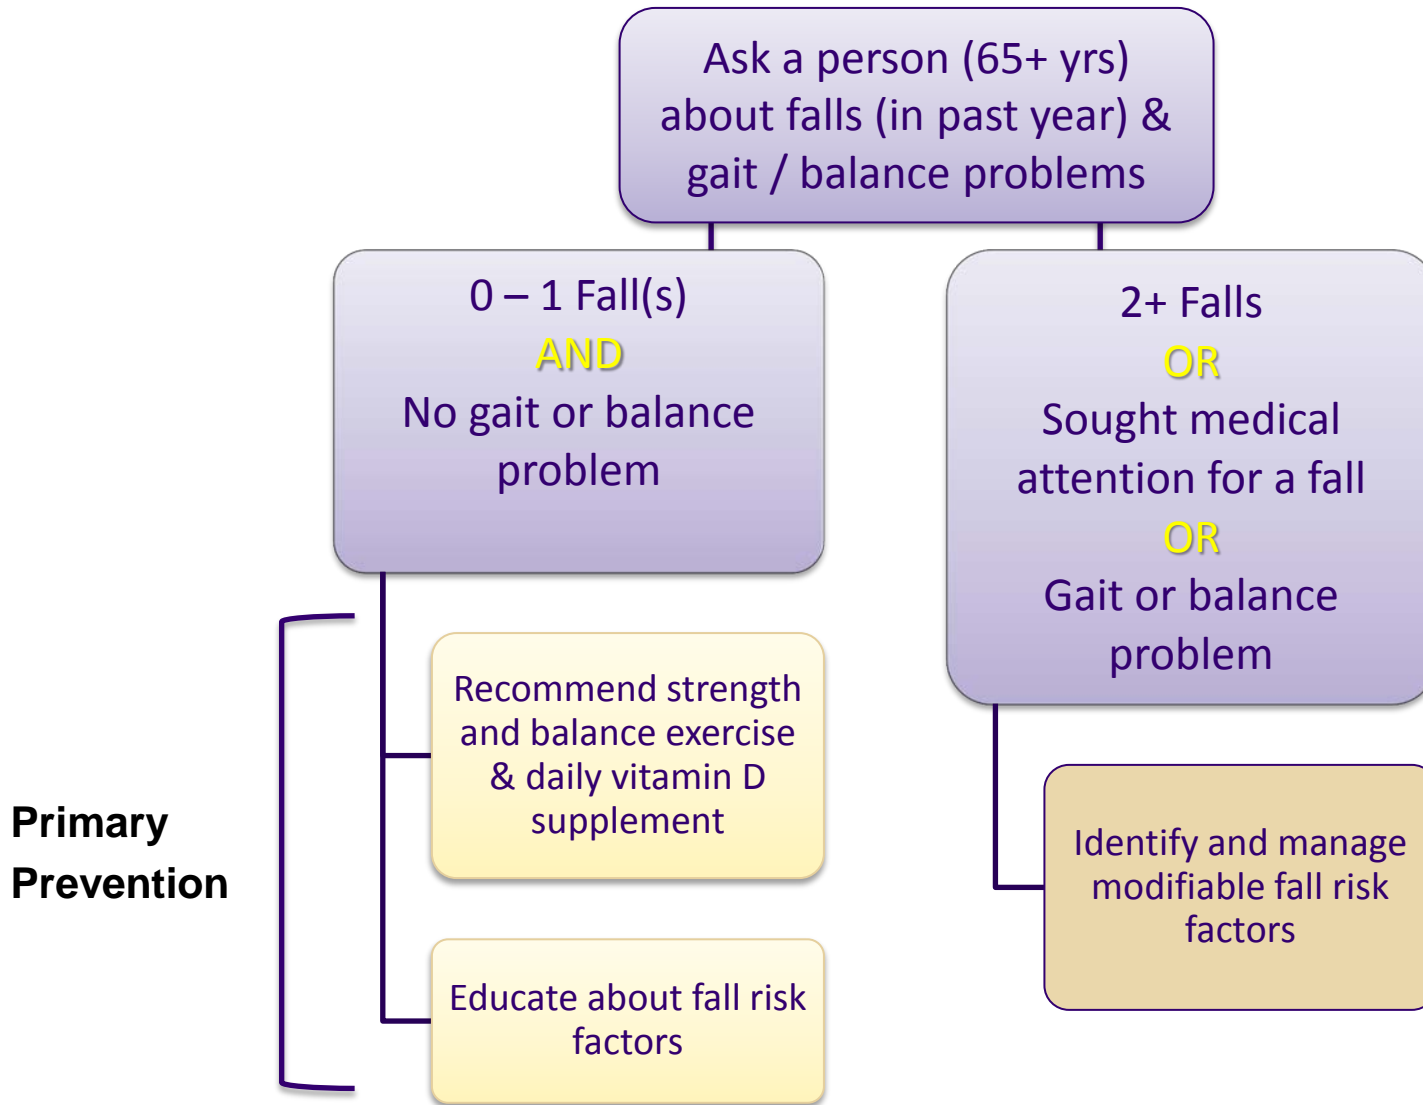 Ask a person (65+ yrs)
about falls (in past year) &
gait / balance problems
0 – 1 Fall(s)
AND
No gait or balance
problem
2+ Falls
OR
Sought medical
attention for a fall
OR
Gait or balance
problem
Primary
Prevention
Recommend strength
and balance exercise
& daily vitamin D
supplement
Educate about fall risk
factors
Identify and manage
modifiable fall risk
factors